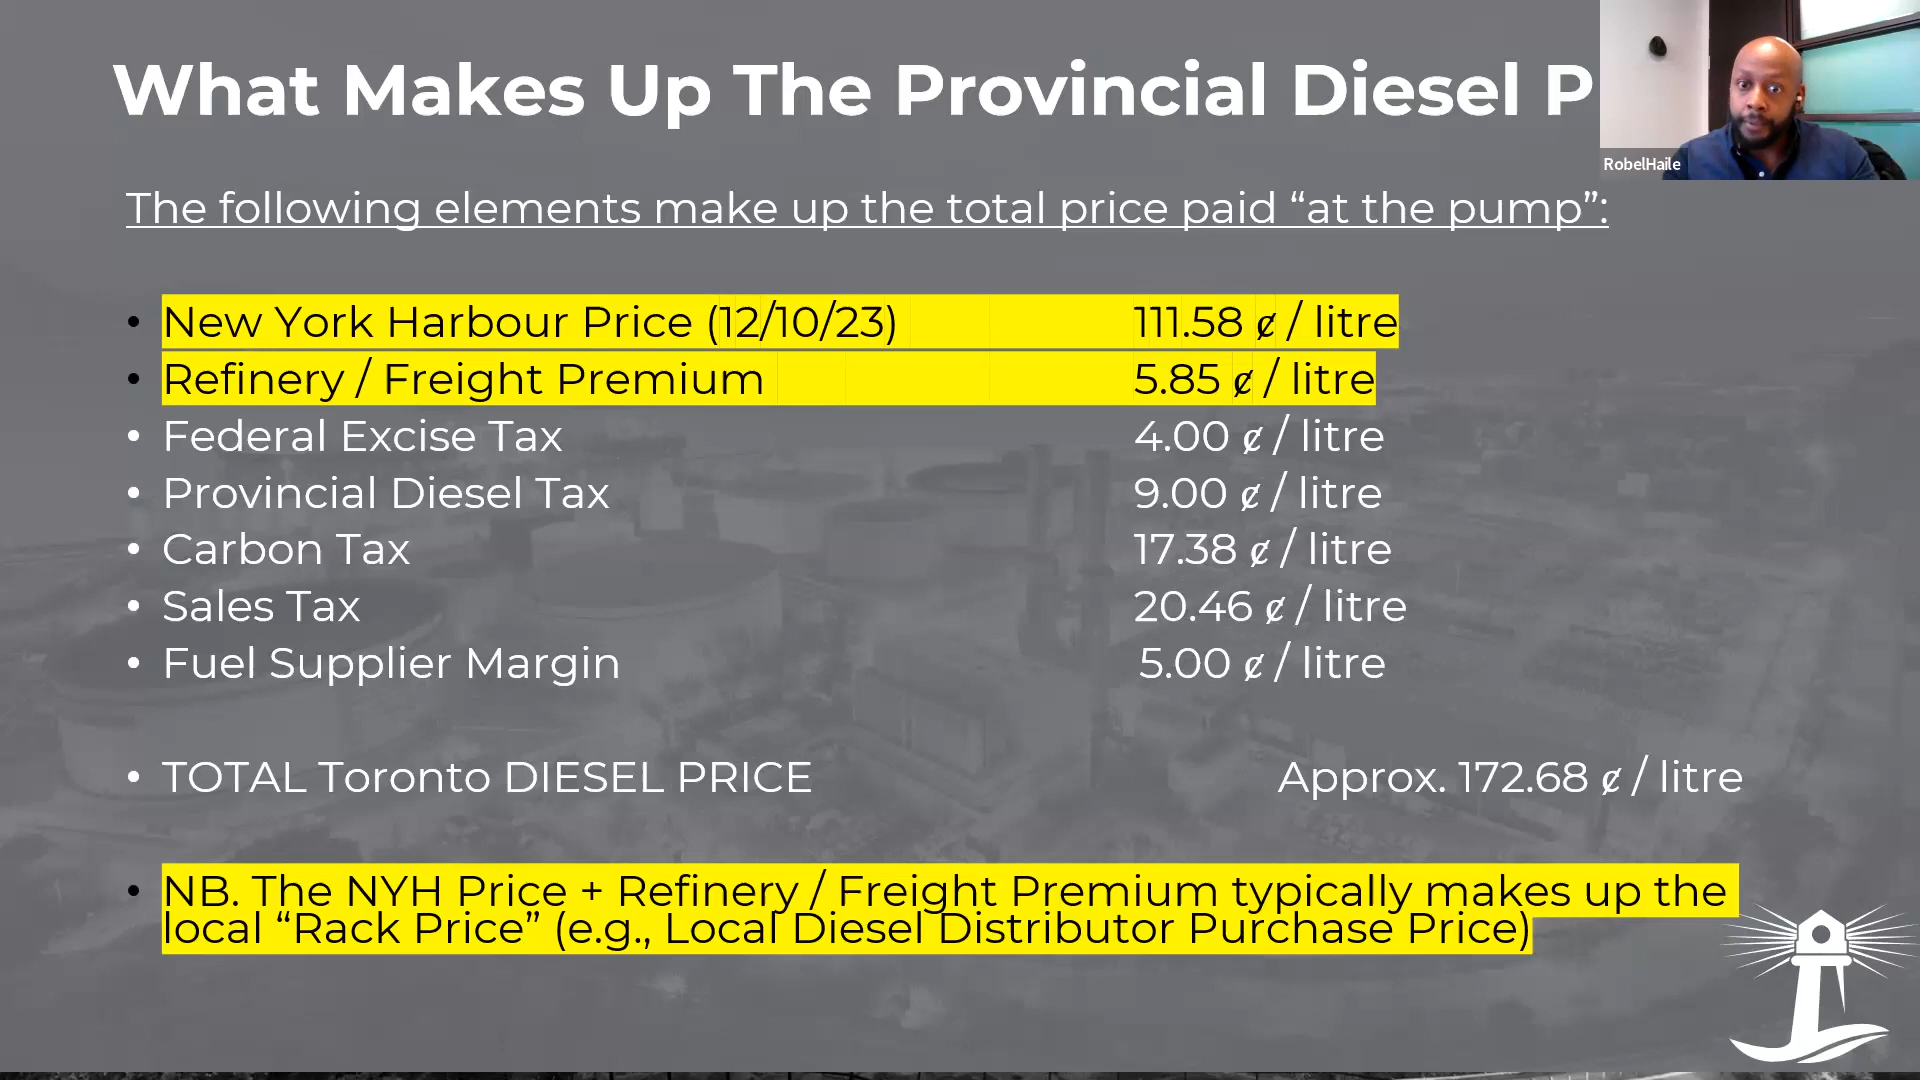 What Makes Up The Provincial Diesel P
RobelHaile
The following elements make up the total price paid “at the pump”:
• New York Harbour Price (12/10/23) 111.58 ¢ / litre
• Refinery / Freight Premium 5.85 ¢ / litre
• Federal Excise Tax 4.00 ¢ / litre
• Provincial Diesel Tax 9.00 ¢ / litre
• Carbon Tax 17.38 ¢ / litre
• Sales Tax 20.46 ¢ / litre
• Fuel Supplier Margin 5.00 ¢ / litre
• TOTAL Toronto DIESEL PRICE Approx. 172.68 ¢ / litre
• NB. The NYH Price + Refinery / Freight Premium typically makes up the
local “Rack Price” (e.g., Local Diesel Distributor Purchase Price)